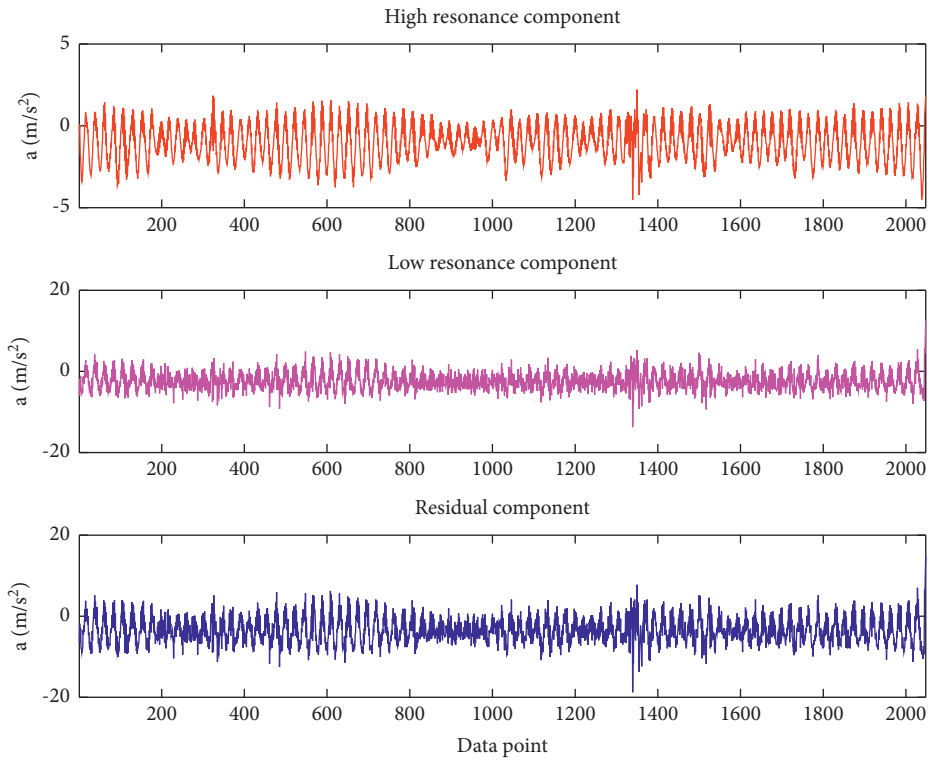 High resonance component
a (m/s²)
5
0
-5
200 400 600 800 1000 1200 1400 1600 1800 2000
Low resonance component
a (m/s²)
20
0
-20
200 400 600 800 1000 1200 1400 1600 1800 2000
Residual component
a (m/s²)
20
0
-20
200 400 600 800 1000 1200 1400 1600 1800 2000
Data point